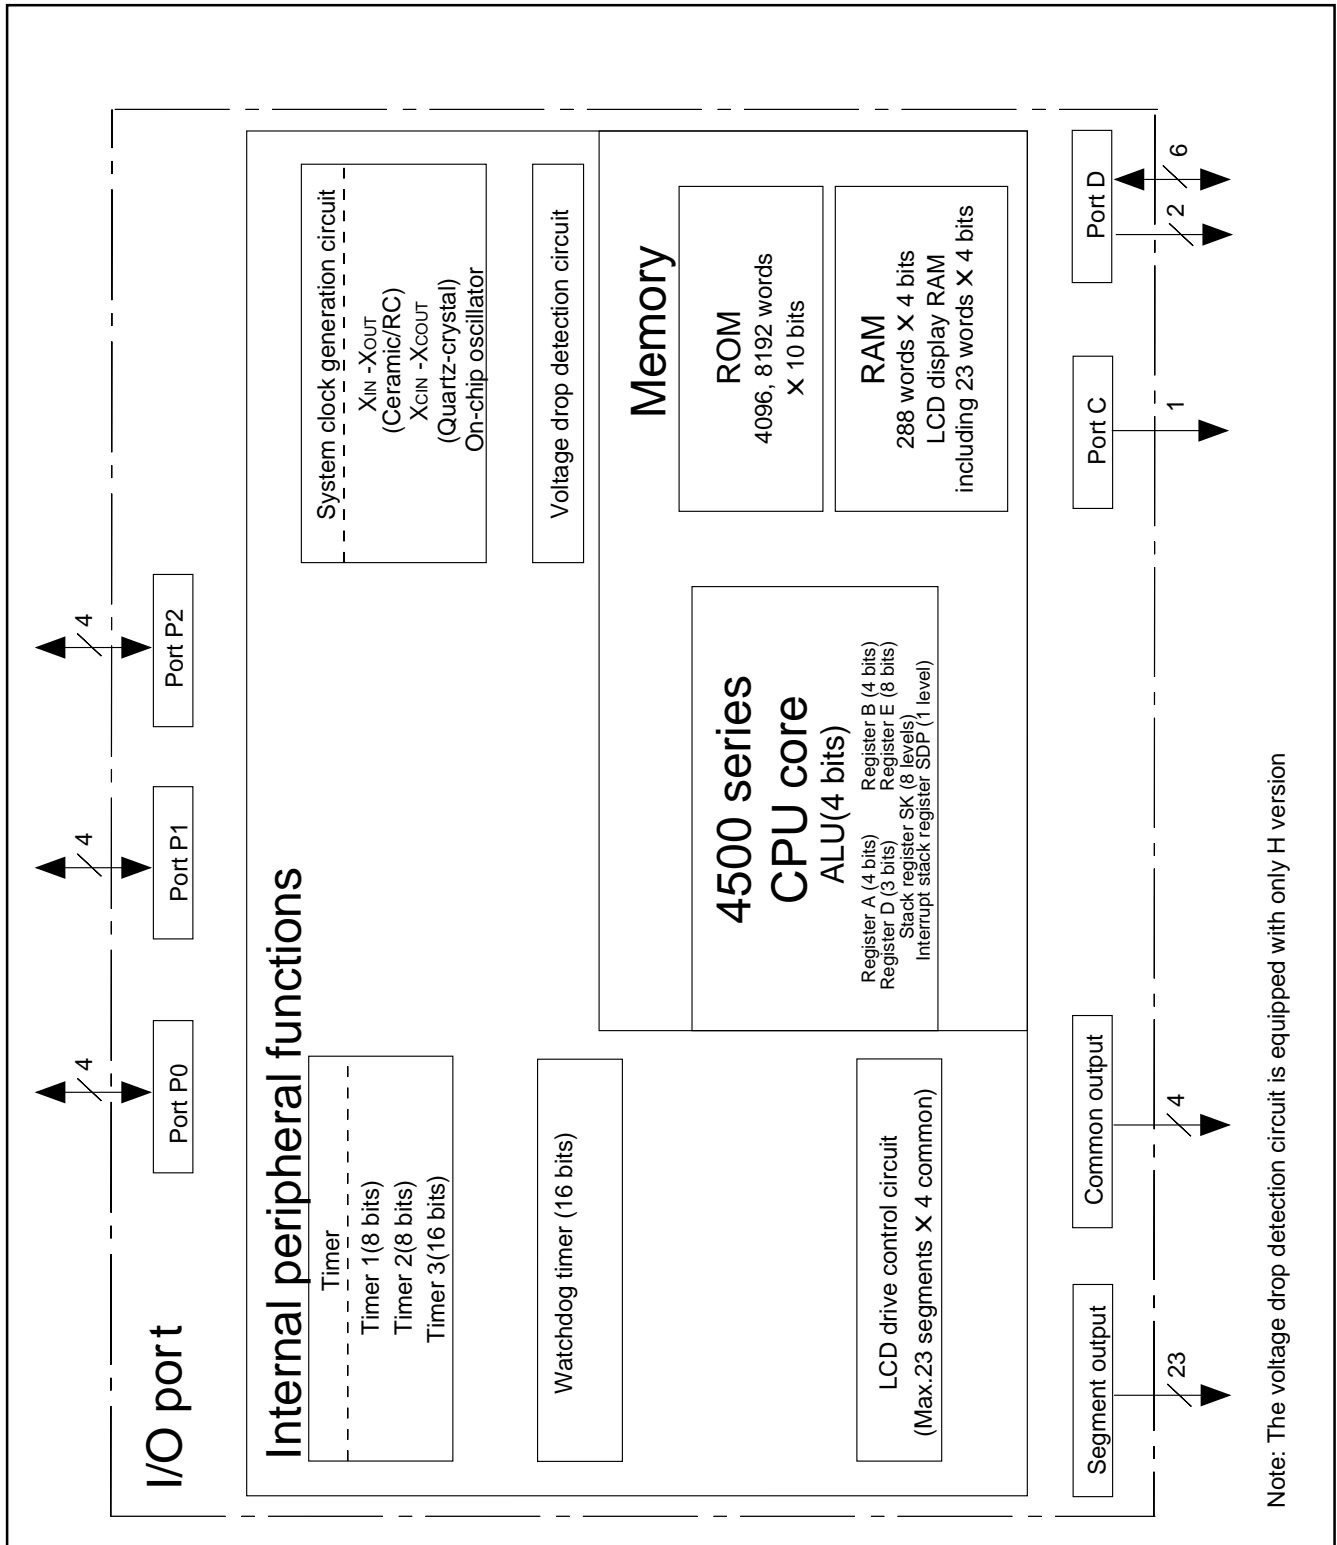 I/O port
4
Port P0
4
Port P1
4
Port P2
Internal peripheral functions
Timer
Timer 1(8 bits)
Timer 2(8 bits)
Timer 3(16 bits)
Watchdog timer (16 bits)
LCD drive control circuit
(Max.23 segments X 4 common)
System clock generation circuit
XIN -XOUT
(Ceramic/RC)
XCIN -XCOUT
(Quartz-crystal)
On-chip oscillator
Voltage drop detection circuit
4500 series
CPU core
ALU(4 bits)
Register A (4 bits) Register B (4 bits)
Register D (3 bits) Register E (8 bits)
Stack register SK (8 levels)
Interrupt stack register SDP (1 level)
Memory
ROM
4096, 8192 words
X 10 bits
RAM
288 words X 4 bits
LCD display RAM
including 23 words X 4 bits
Segment output
23
Common output
4
Port C
1
Port D
2
6
Note: The voltage drop detection circuit is equipped with only H version